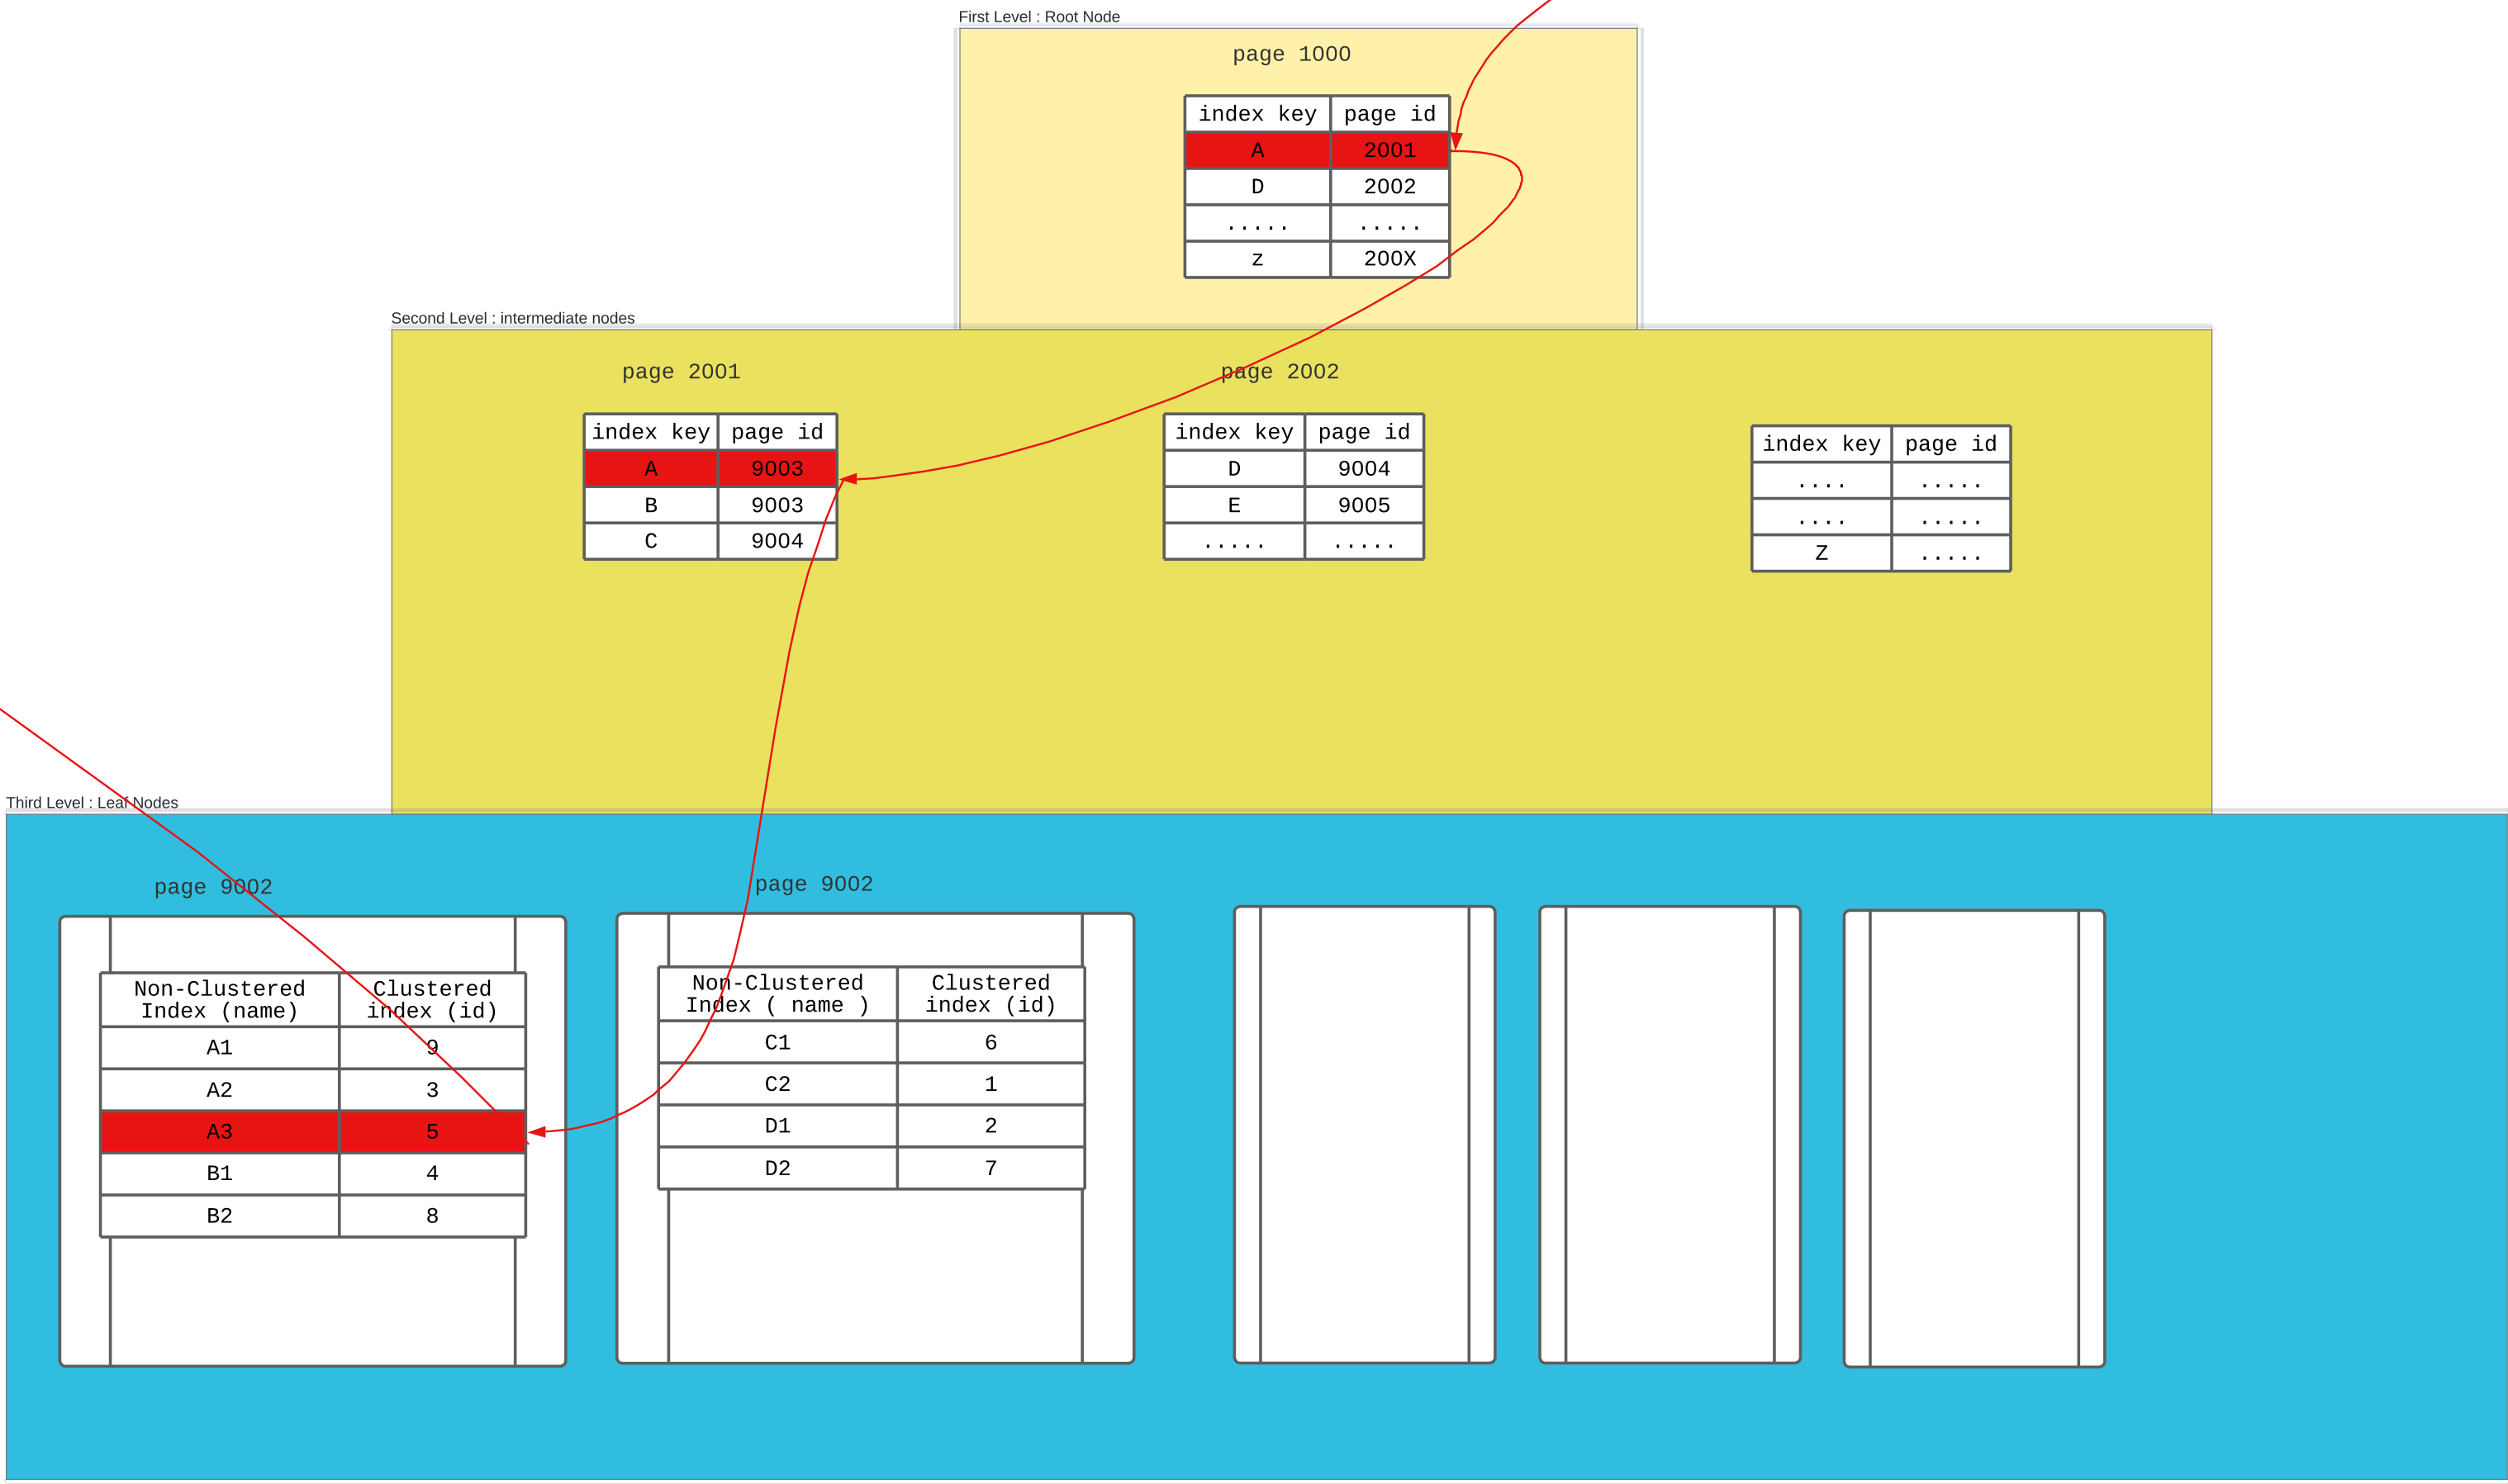 First Level : Root Node
page 1000
index key page id
A 2001
D 2002
..... .....
z 200X
Second Level : intermediate nodes
page 2001
index key page id
A 9003
B 9003
C 9004
page 2002
index key page id
D 9004
E 9005
..... .....
index key page id
.... .....
.... .....
Z .....
Third Level : Leaf Nodes
page 9002
Non-Clustered Clustered
Index (name) index (id)
A1 9
A2 3
A3 5
B1 4
B2 8
page 9002
Non-Clustered Clustered
Index ( name ) index (id)
C1 6
C2 1
D1 2
D2 7